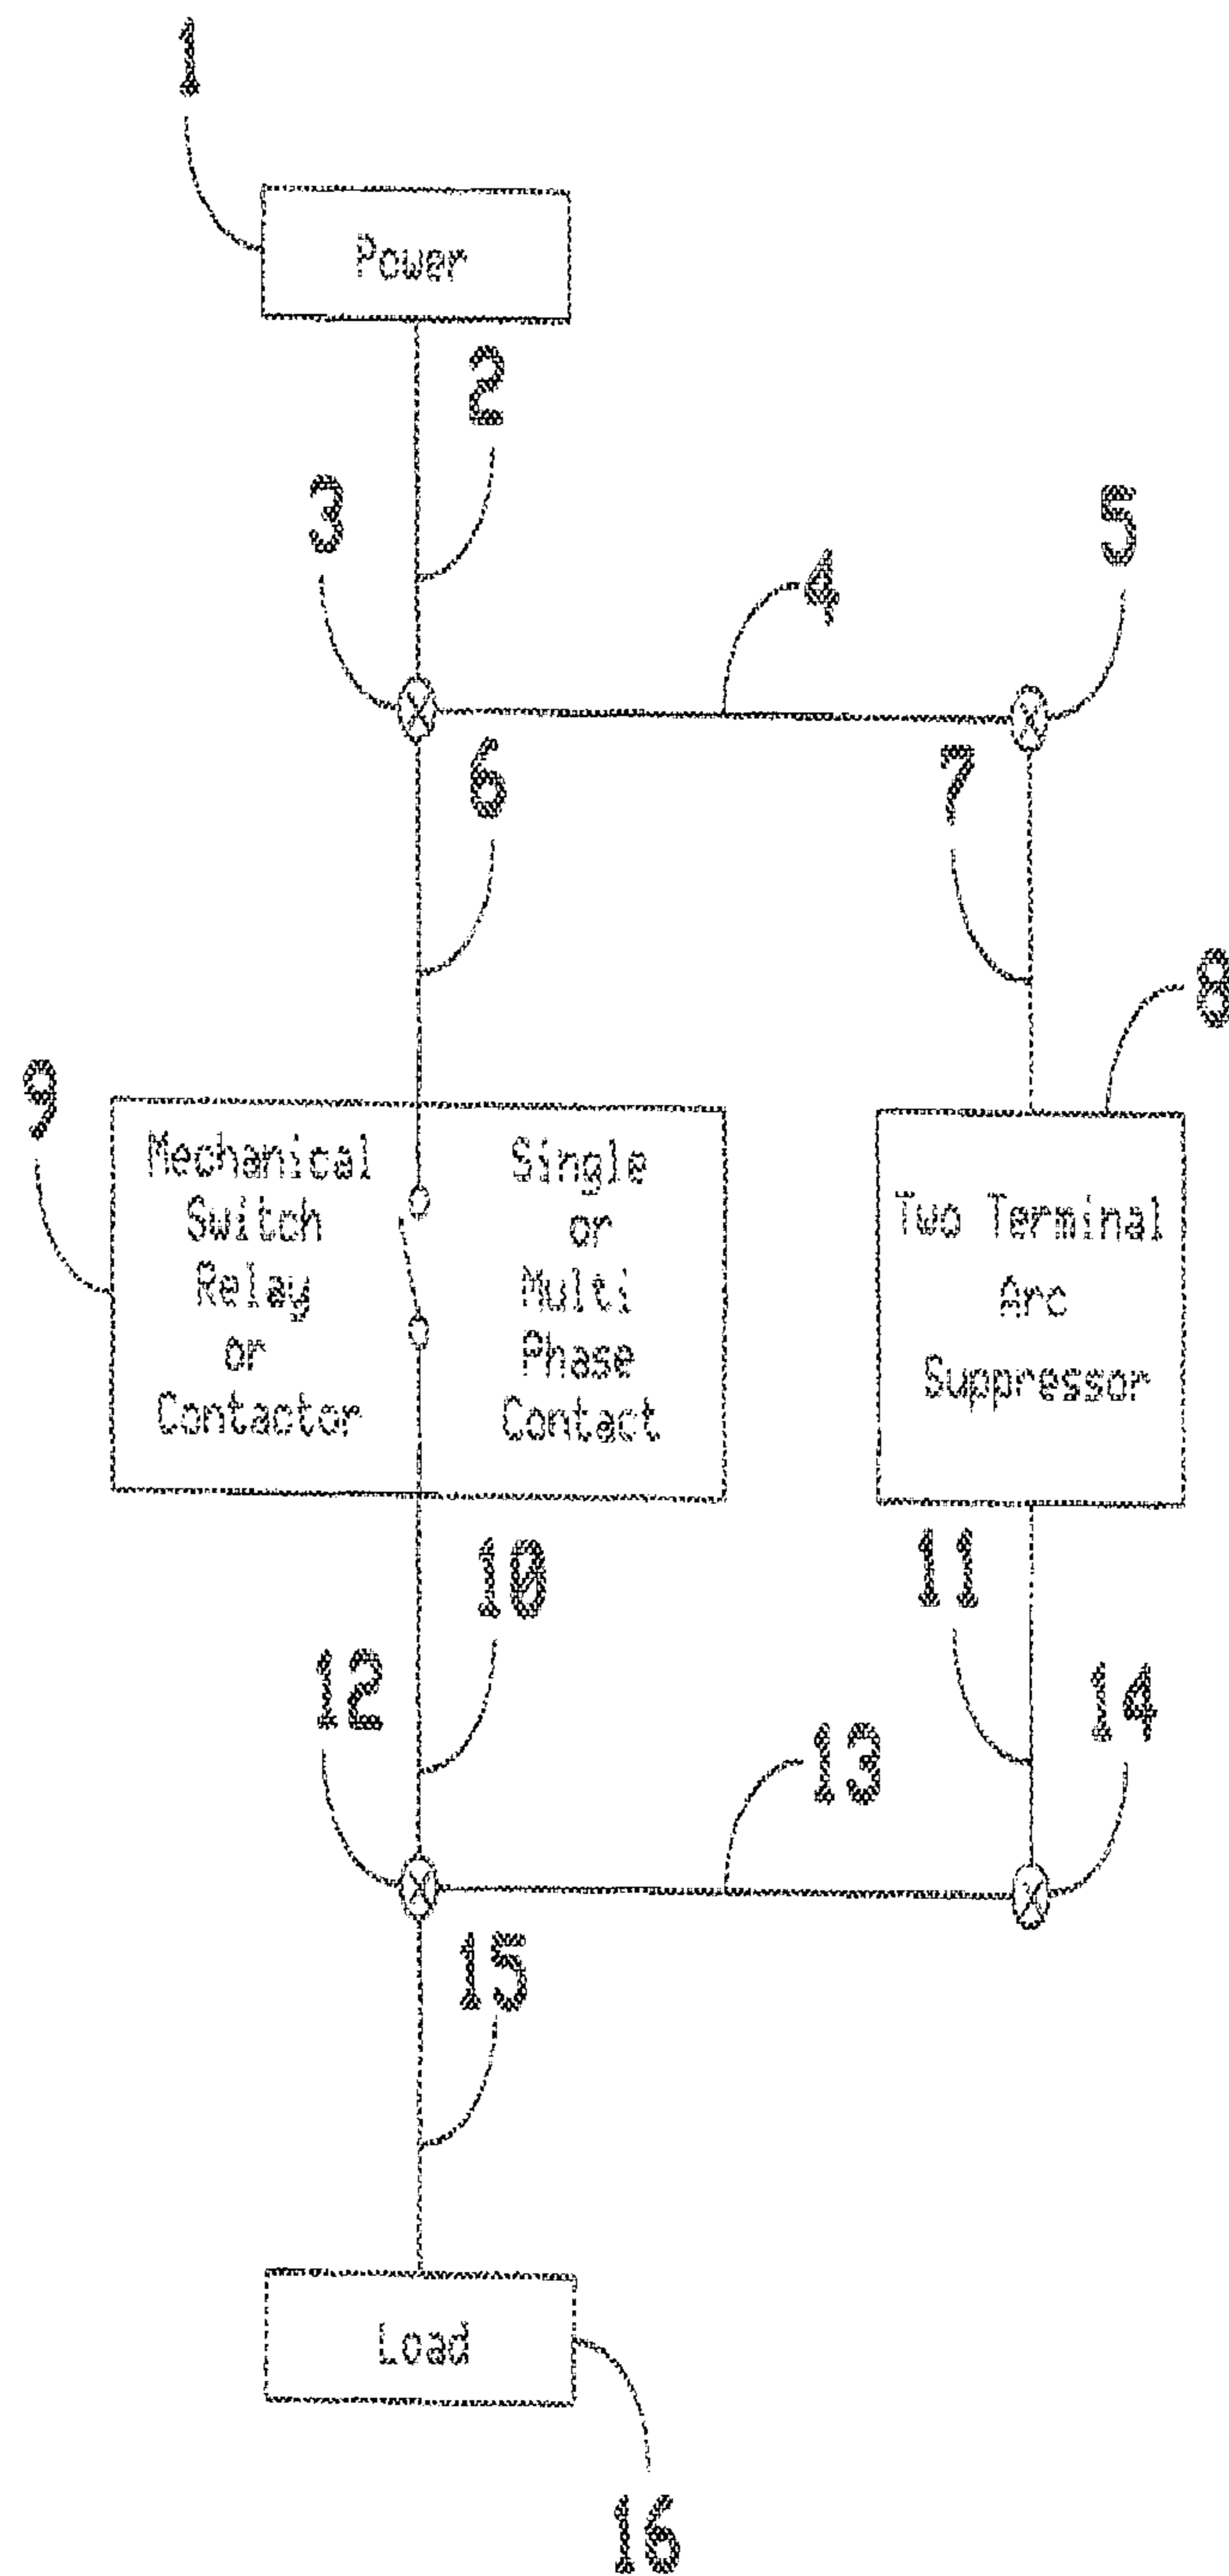 1
Power
2
3
5
4
6
7
8
9
Mechanical
Switch
Relay
or
Contactor
Single
or
Multi
Phase
Contact
Two Terminal
Arc
Suppressor
10
11
12
14
13
15
Load
16